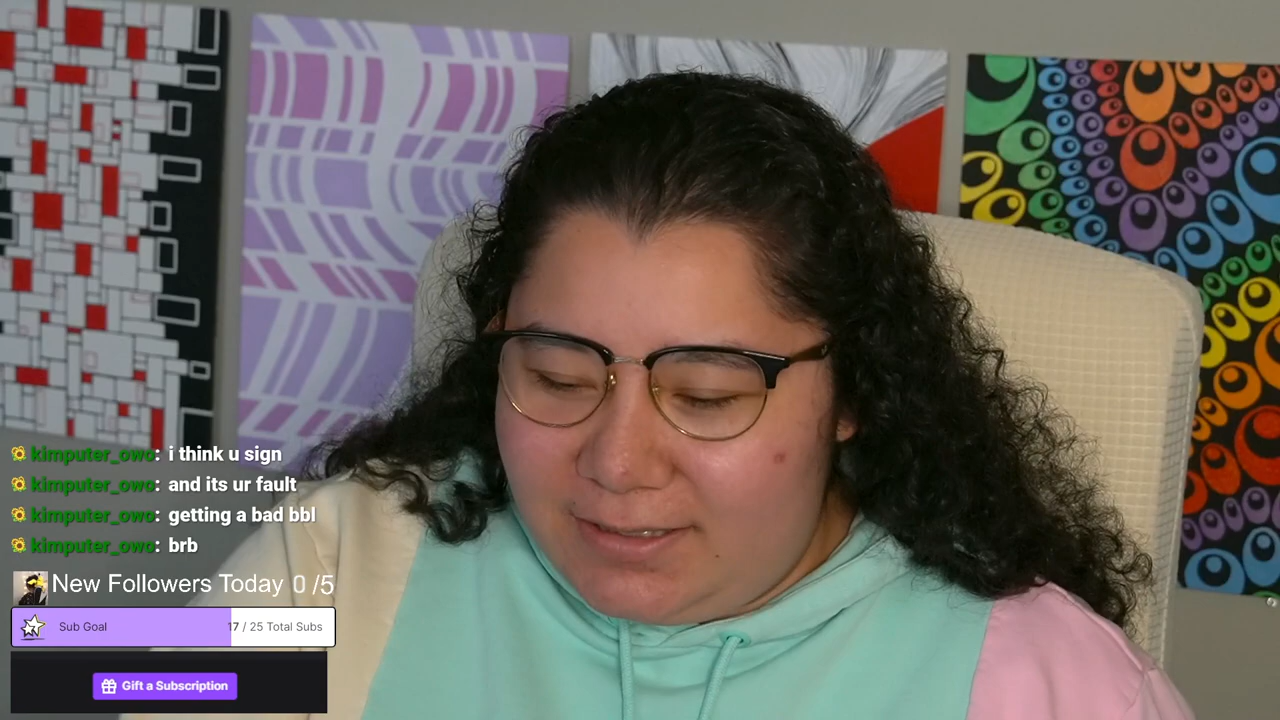 kimputer_owo: i think u sign
kimputer_owo: and its ur fault
kimputer_owo: getting a bad bbl
kimputer_owo: brb
New Followers Today 0 /5
Sub Goal 17 / 25 Total Subs
Gift a Subscription